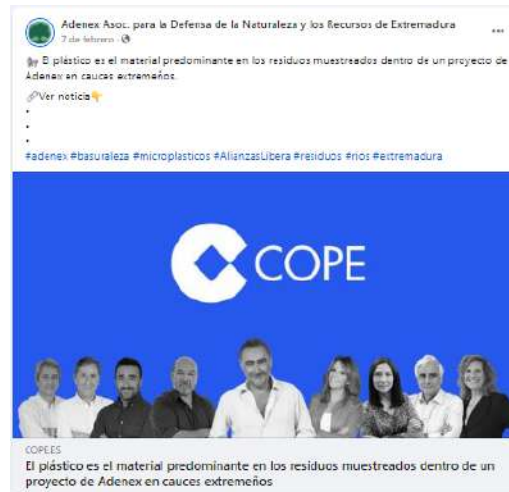 Adenex Asoc. para la Defensa de la Naturaleza y los Recursos de Extremadura
7 de febrero ·
El plástico es el material predominante en los residuos muestreados dentro de un proyecto de
Adenex en cauces extremeños.
Ver noticia
.
.
.
#adenex #basuraleza #microplasticos #AlianzasLibera #residuos #rios #extremadura
COPE
COPE.ES
El plástico es el material predominante en los residuos muestreados dentro de un
proyecto de Adenex en cauces extremeños